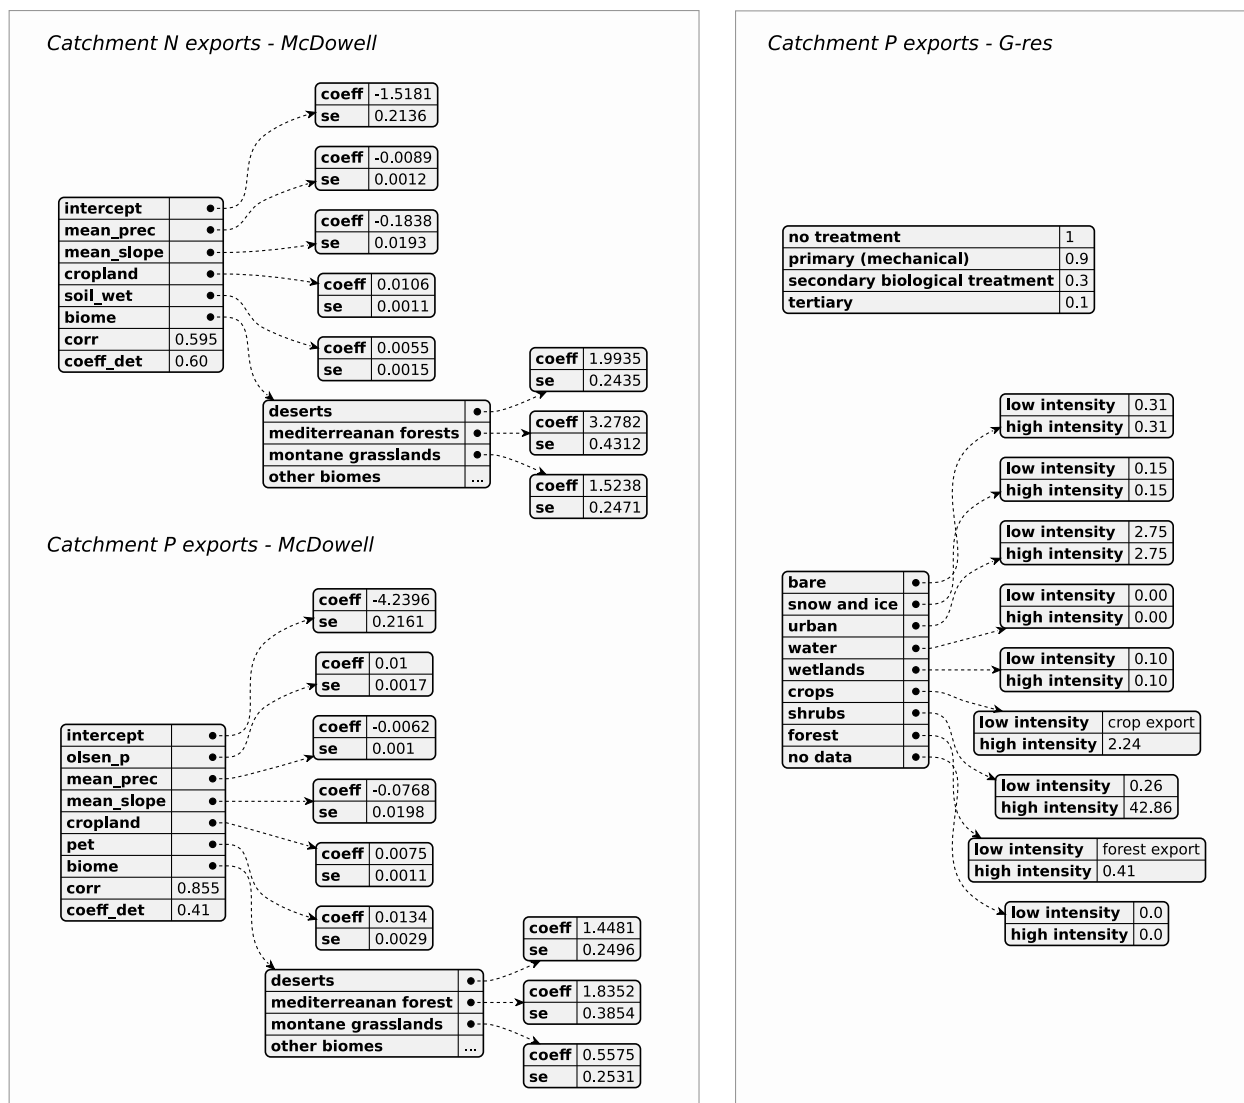 Catchment N exports - McDowell
coeff -1.5181
se 0.2136
coeff -0.0089
se 0.0012
coeff -0.1838
se 0.0193
coeff 0.0106
se 0.0011
coeff 0.0055
se 0.0015
intercept
mean_prec
mean_slope
cropland
soil_wet
biome
corr 0.595
coeff_det 0.60
deserts
mediterreanan forests
montane grasslands
other biomes ...
coeff 1.9935
se 0.2435
coeff 3.2782
se 0.4312
coeff 1.5238
se 0.2471
Catchment P exports - McDowell
coeff -4.2396
se 0.2161
coeff 0.01
se 0.0017
coeff -0.0062
se 0.001
coeff -0.0768
se 0.0198
coeff 0.0075
se 0.0011
coeff 0.0134
se 0.0029
intercept
olsen_p
mean_prec
mean_slope
cropland
pet
biome
corr 0.855
coeff_det 0.41
deserts
mediterreanan forest
montane grasslands
other biomes ...
coeff 1.4481
se 0.2496
coeff 1.8352
se 0.3854
coeff 0.5575
se 0.2531
Catchment P exports - G-res
no treatment 1
primary (mechanical) 0.9
secondary biological treatment 0.3
tertiary 0.1
bare
snow and ice
urban
water
wetlands
crops
shrubs
forest
no data
low intensity 0.31
high intensity 0.31
low intensity 0.15
high intensity 0.15
low intensity 2.75
high intensity 2.75
low intensity 0.00
high intensity 0.00
low intensity 0.10
high intensity 0.10
low intensity crop export
high intensity 2.24
low intensity 0.26
high intensity 42.86
low intensity forest export
high intensity 0.41
low intensity 0.0
high intensity 0.0